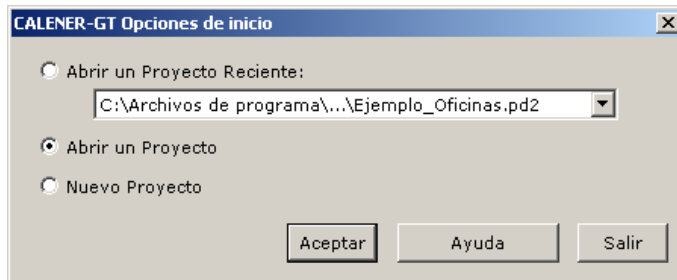 CALENER-GT Opciones de inicio
Abrir un Proyecto Reciente:
C:\Archivos de programa\...\Ejemplo_Oficinas.pd2
Abrir un Proyecto
Nuevo Proyecto
Aceptar Ayuda Salir